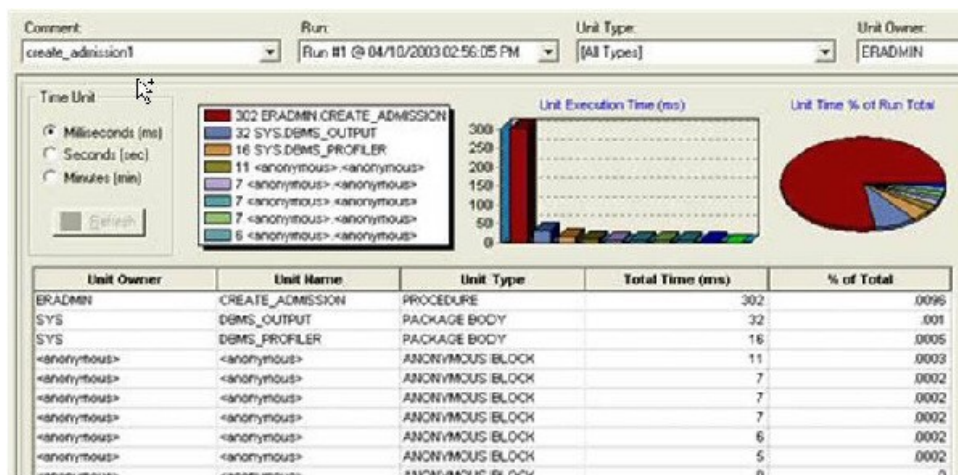 Comment: Run: Unit Type: Unit Owner:
create_admission1 Run #1 @ 04/10/2003 02:56:05 PM [All Types] ERADMIN
Time Unit
Milliseconds (ms)
Seconds (sec)
Minutes (min)
Refresh
302 ERADMIN.CREATE_ADMISSION
32 SYS.DBMS_OUTPUT
16 SYS.DBMS_PROFILER
11 <anonymous>.<anonymous>
7 <anonymous>.<anonymous>
7 <anonymous>.<anonymous>
7 <anonymous>.<anonymous>
6 <anonymous>.<anonymous>
Unit Execution Time (ms)
300
250
200
150
100
50
0
Unit Time % of Run Total
Unit Owner Unit Name Unit Type Total Time (ms) % of Total
ERADMIN CREATE_ADMISSION PROCEDURE 302 .0096
SYS DBMS_OUTPUT PACKAGE BODY 32 .001
SYS DBMS_PROFILER PACKAGE BODY 16 .0005
<anonymous> <anonymous> ANONYMOUS BLOCK 11 .0003
<anonymous> <anonymous> ANONYMOUS BLOCK 7 .0002
<anonymous> <anonymous> ANONYMOUS BLOCK 7 .0002
<anonymous> <anonymous> ANONYMOUS BLOCK 7 .0002
<anonymous> <anonymous> ANONYMOUS BLOCK 6 .0002
<anonymous> <anonymous> ANONYMOUS BLOCK 5 .0002